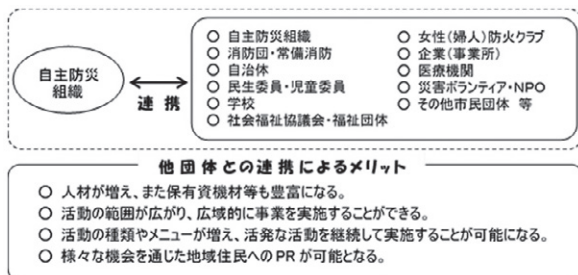 自主防災
組織
連携
○ 自主防災組織
○ 消防団・常備消防
○ 自治体
○ 民生委員・児童委員
○ 学校
○ 社会福祉協議会・福祉団体
○ 女性(婦人)防火クラブ
○ 企業(事業所)
○ 医療機関
○ 災害ボランティア・NPO
○ その他市民団体 等
他団体との連携によるメリット
○ 人材が増え、また保有資機材等も豊富になる。
○ 活動の範囲が広がり、広域的に事業を実施することができる。
○ 活動の種類やメニューが増え、活発な活動を継続して実施することが可能になる。
○ 様々な機会を通じた地域住民へのPRが可能となる。